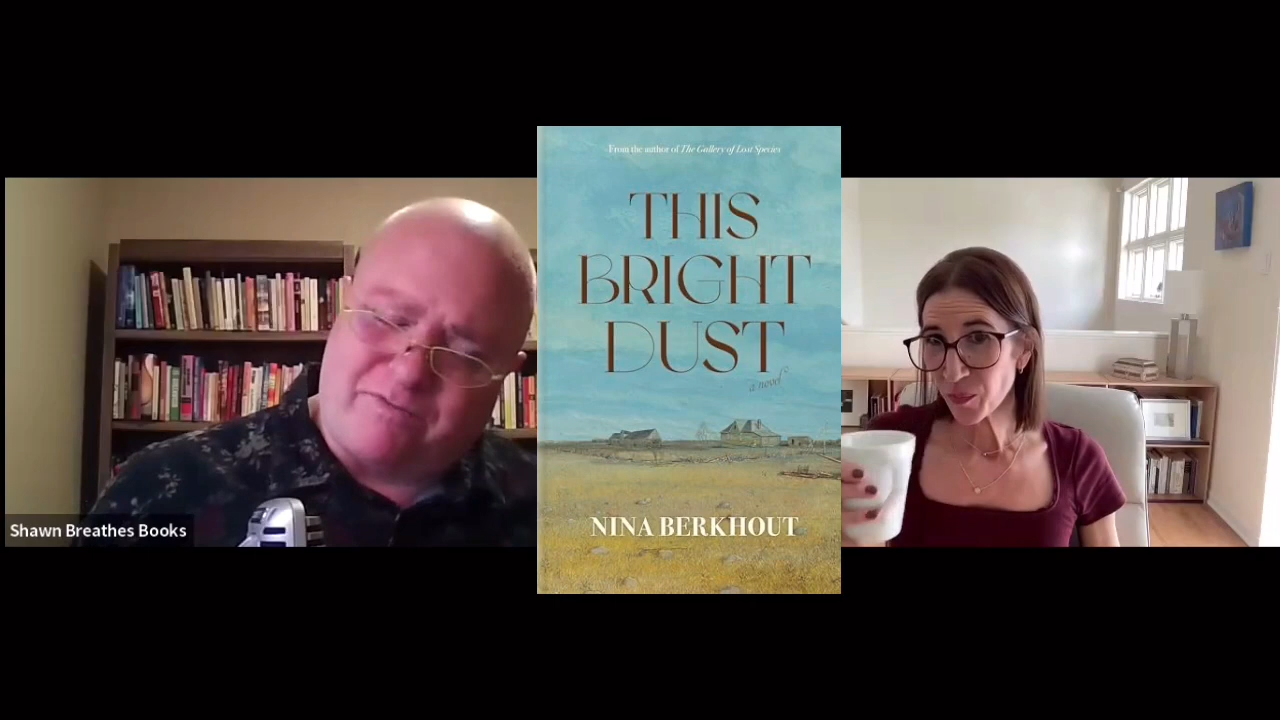 From the author of The Gallery of Lost Species
THIS
BRIGHT
DUST
a novel
NINA BERKHOUT
Shawn Breathes Books